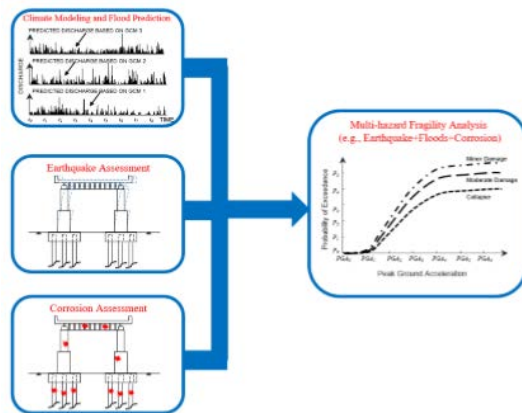 Climate Modeling and Flood Prediction
PREDICTED DISCHARGE BASED ON GCM 3
PREDICTED DISCHARGE BASED ON GCM 2
PREDICTED DISCHARGE BASED ON GCM 1
DISCHARGE
TIME
Earthquake Assessment
Corrosion Assessment
Multi-hazard Fragility Analysis
(e.g., Earthquake+Floods+Corrosion)
Minor Damage
Moderate Damage
Collapse
Probability of Exceedance
Peak Ground Acceleration